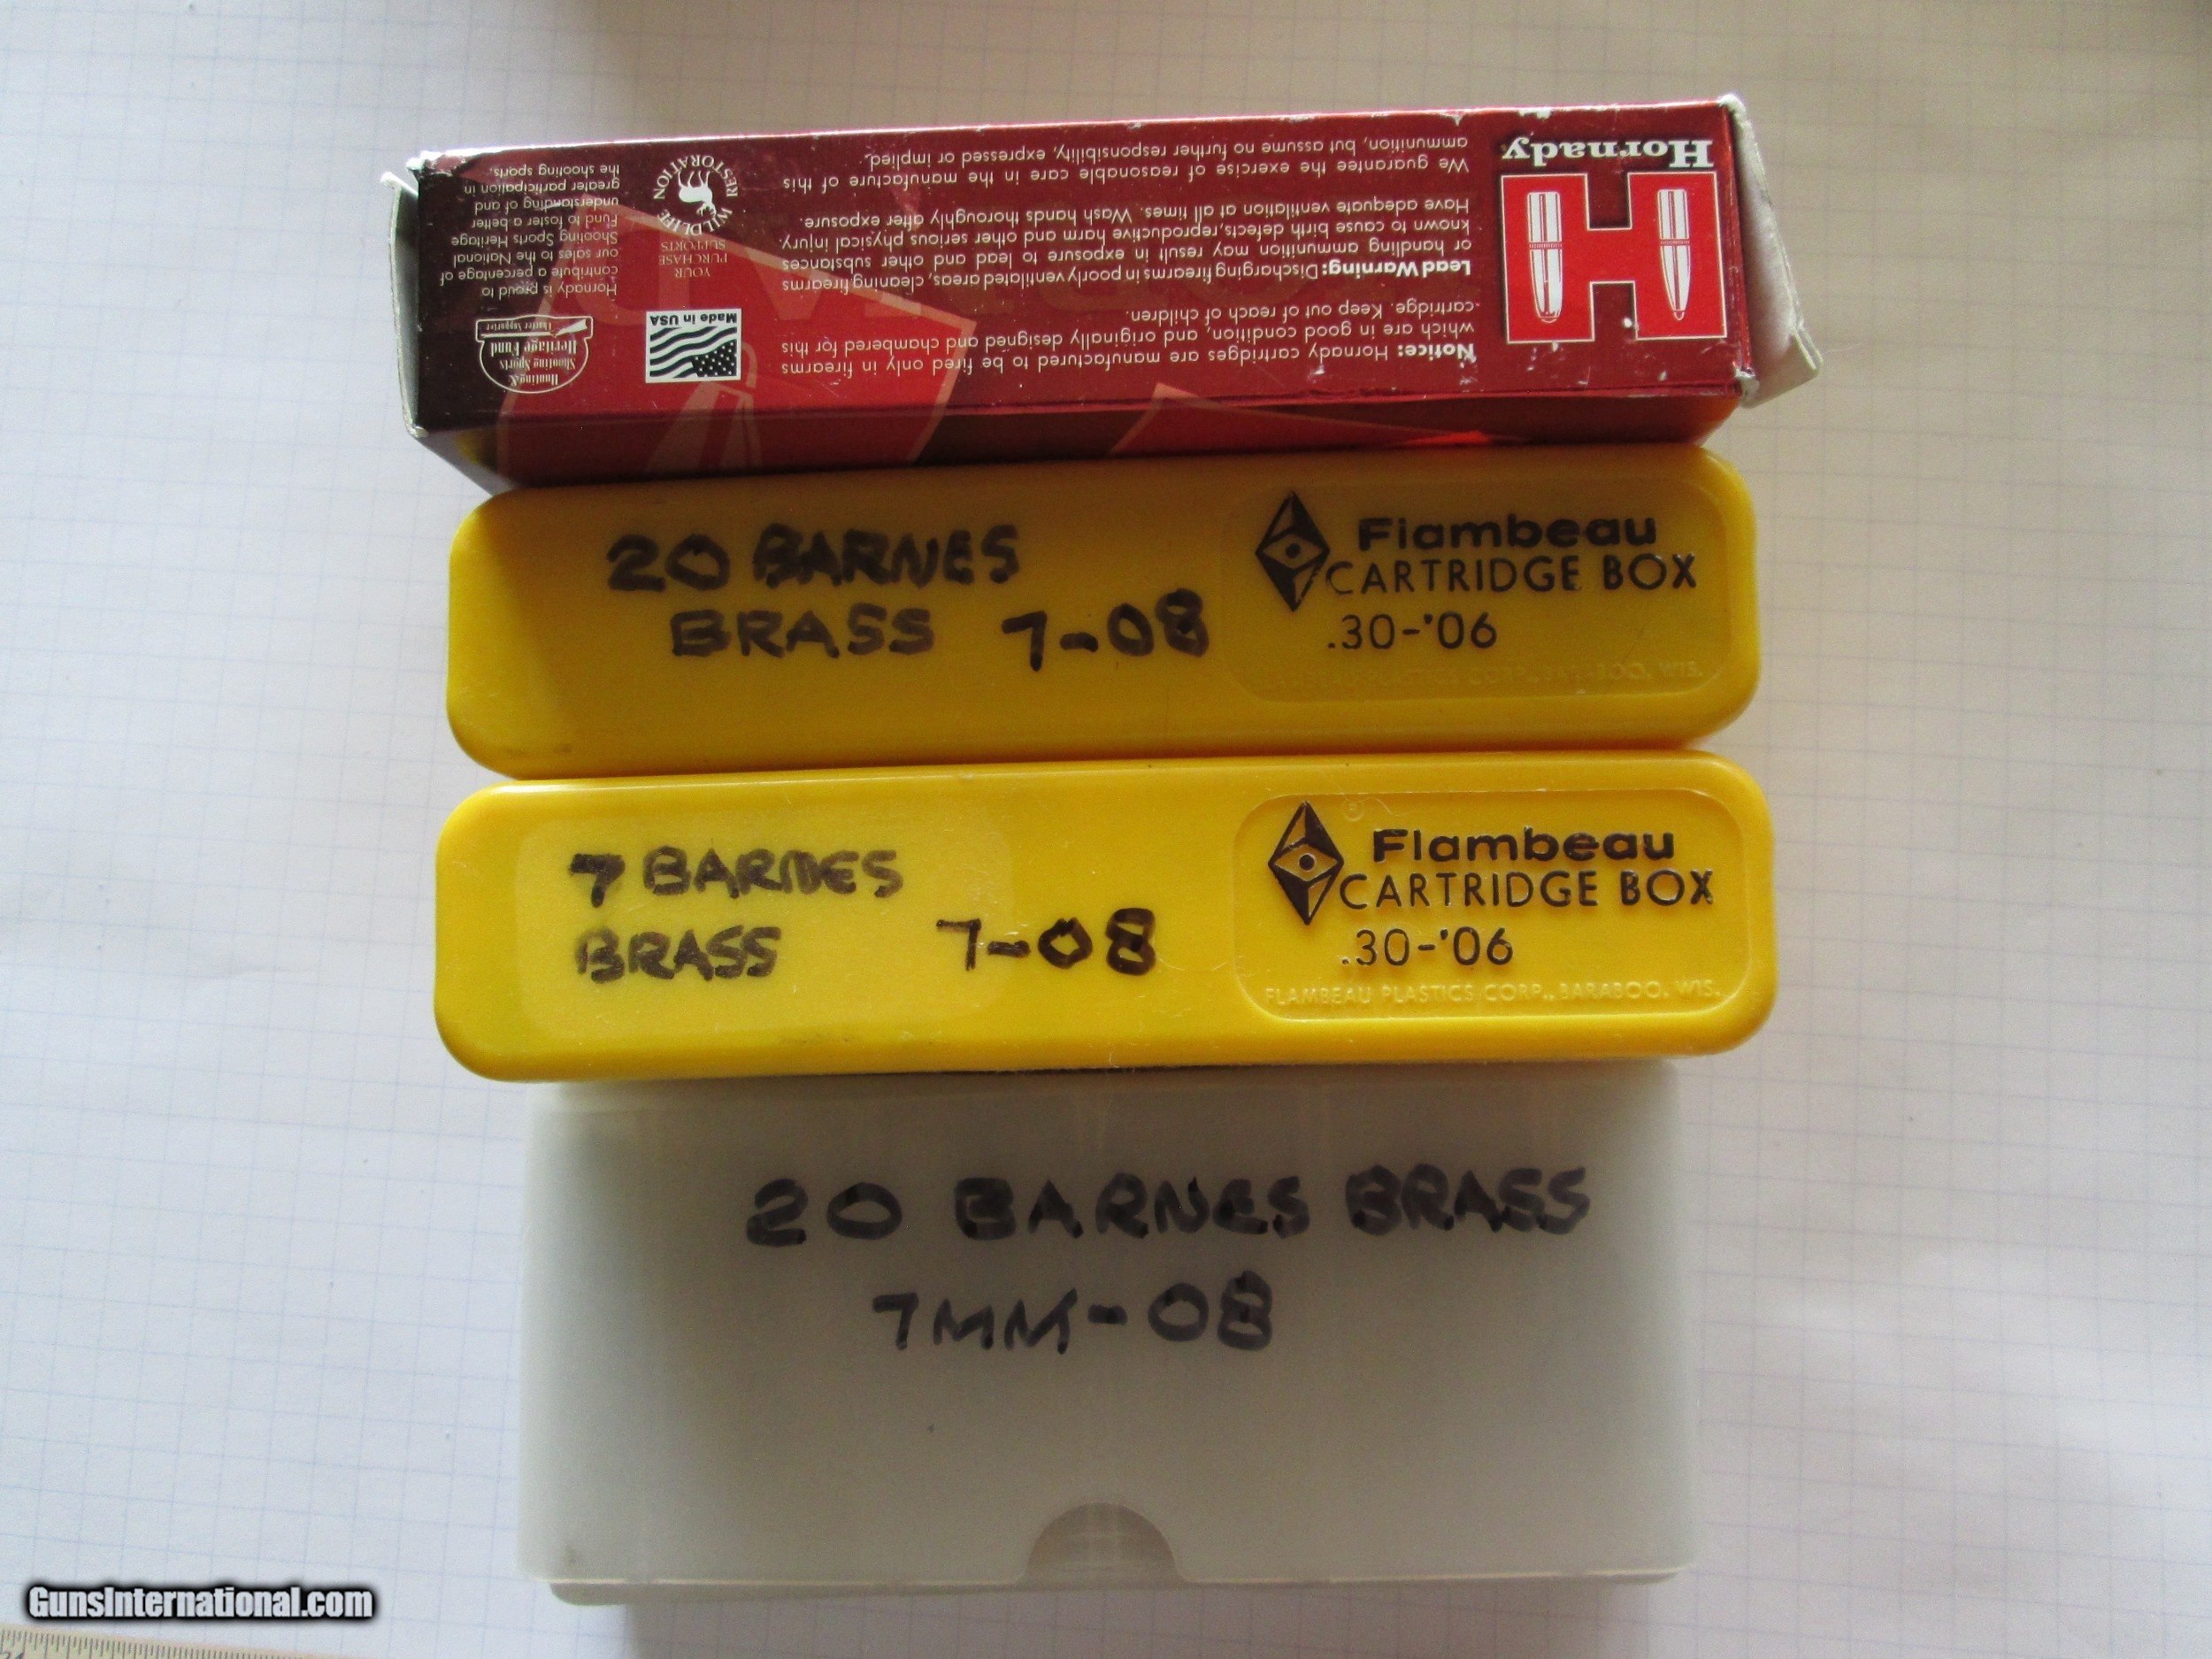 Hornady
Notice: Hornady cartridges are manufactured to be fired only in firearms
which are in good condition, and originally designed and chambered for this
cartridge. Keep out of reach of children.
Lead Warning: Discharging firearms in poorly ventilated areas, cleaning firearms
or handling ammunition may result in exposure to lead and other substances
known to cause birth defects, reproductive harm and other serious physical injury.
Have adequate ventilation at all times. Wash hands thoroughly after exposure.
We guarantee the exercise of reasonable care in the manufacture of this
ammunition, but assume no further responsibility, expressed or implied.
Made in USA
YOUR
PURCHASE
SUPPORTS
WILDLIFE RESTORATION
Hunting &
Shooting Sports
Heritage Fund
Charter Supporter
Hornady is proud to
contribute a percentage of
our sales to the National
Shooting Sports Heritage
Fund to foster a better
understanding of and
greater participation in
the shooting sports.
20 BARNES
BRASS 7-08
Flambeau
CARTRIDGE BOX
.30-'06
7 BARNES
BRASS 7-08
Flambeau
CARTRIDGE BOX
.30-'06
FLAMBEAU PLASTICS CORP., BARABOO, WIS.
20 BARNES BRASS
7MM-08
GunsInternational.com